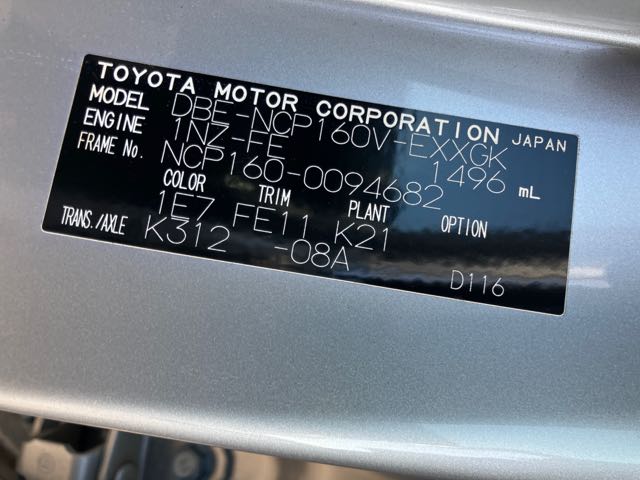 TOYOTA MOTOR CORPORATION JAPAN
MODEL DBE-NCP160V-EXXGK
ENGINE 1NZ-FE 1496 mL
FRAME No. NCP160-0094682
COLOR TRIM PLANT OPTION
1E7 FE11 K21
TRANS./AXLE K312 -08A
D116